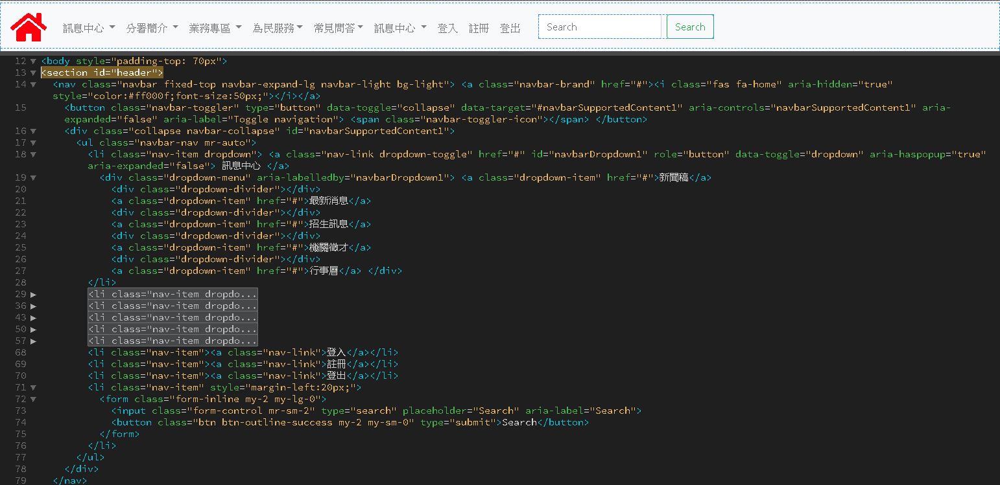 訊息中心 分署簡介 業務專區 為民服務 常見問答 訊息中心 登入 註冊 登出 Search Search
12 <body style="padding-top: 70px">
13 <section id="header">
14 <nav class="navbar fixed-top navbar-expand-lg navbar-light bg-light"> <a class="navbar-brand" href="#"><i class="fas fa-home" aria-hidden="true"
style="color:#ff000f;font-size:50px;"></i></a>
15 <button class="navbar-toggler" type="button" data-toggle="collapse" data-target="#navbarSupportedContent1" aria-controls="navbarSupportedContent1" aria-
expanded="false" aria-label="Toggle navigation"> <span class="navbar-toggler-icon"></span> </button>
16 <div class="collapse navbar-collapse" id="navbarSupportedContent1">
17 <ul class="navbar-nav mr-auto">
18 <li class="nav-item dropdown"> <a class="nav-link dropdown-toggle" href="#" id="navbarDropdown1" role="button" data-toggle="dropdown" aria-haspopup="true"
aria-expanded="false"> 訊息中心 </a>
19 <div class="dropdown-menu" aria-labelledby="navbarDropdown1"> <a class="dropdown-item" href="#">新聞稿</a>
20 <div class="dropdown-divider"></div>
21 <a class="dropdown-item" href="#">最新消息</a>
22 <div class="dropdown-divider"></div>
23 <a class="dropdown-item" href="#">招生訊息</a>
24 <div class="dropdown-divider"></div>
25 <a class="dropdown-item" href="#">機關徵才</a>
26 <div class="dropdown-divider"></div>
27 <a class="dropdown-item" href="#">行事曆</a> </div>
28 </li>
29 <li class="nav-item dropdo...
36 <li class="nav-item dropdo...
43 <li class="nav-item dropdo...
50 <li class="nav-item dropdo...
57 <li class="nav-item dropdo...
68 <li class="nav-item"><a class="nav-link">登入</a></li>
69 <li class="nav-item"><a class="nav-link">註冊</a></li>
70 <li class="nav-item"><a class="nav-link">登出</a></li>
71 <li class="nav-item" style="margin-left:20px;">
72 <form class="form-inline my-2 my-lg-0">
73 <input class="form-control mr-sm-2" type="search" placeholder="Search" aria-label="Search">
74 <button class="btn btn-outline-success my-2 my-sm-0" type="submit">Search</button>
75 </form>
76 </li>
77 </ul>
78 </div>
79 </nav>